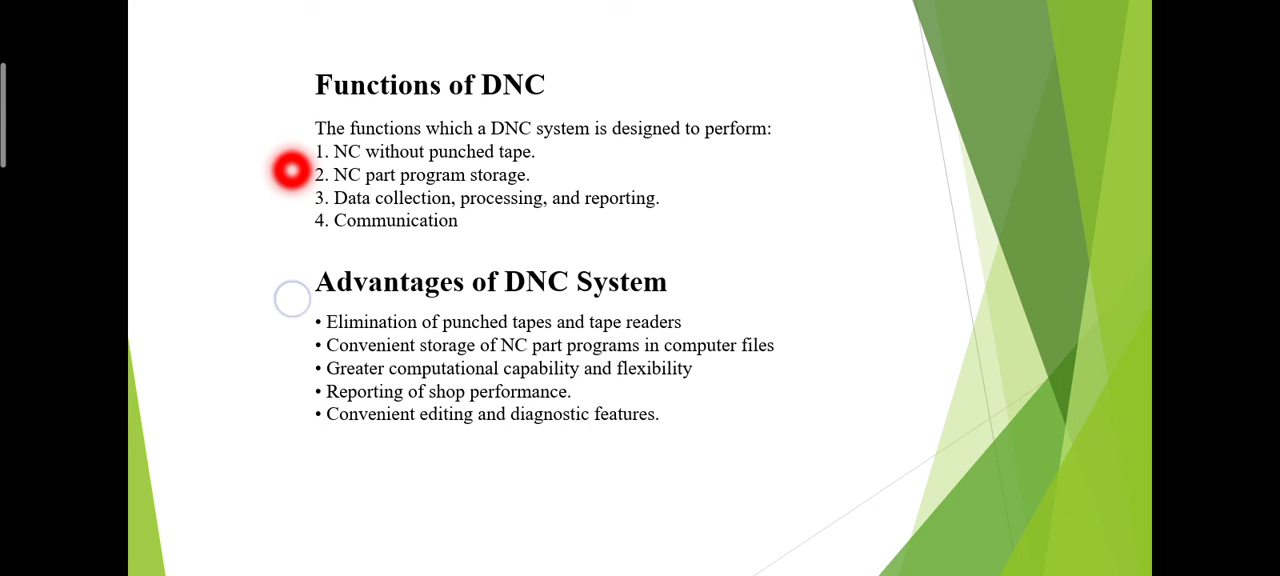 Functions of DNC
The functions which a DNC system is designed to perform:
1. NC without punched tape.
2. NC part program storage.
3. Data collection, processing, and reporting.
4. Communication
Advantages of DNC System
• Elimination of punched tapes and tape readers
• Convenient storage of NC part programs in computer files
• Greater computational capability and flexibility
• Reporting of shop performance.
• Convenient editing and diagnostic features.